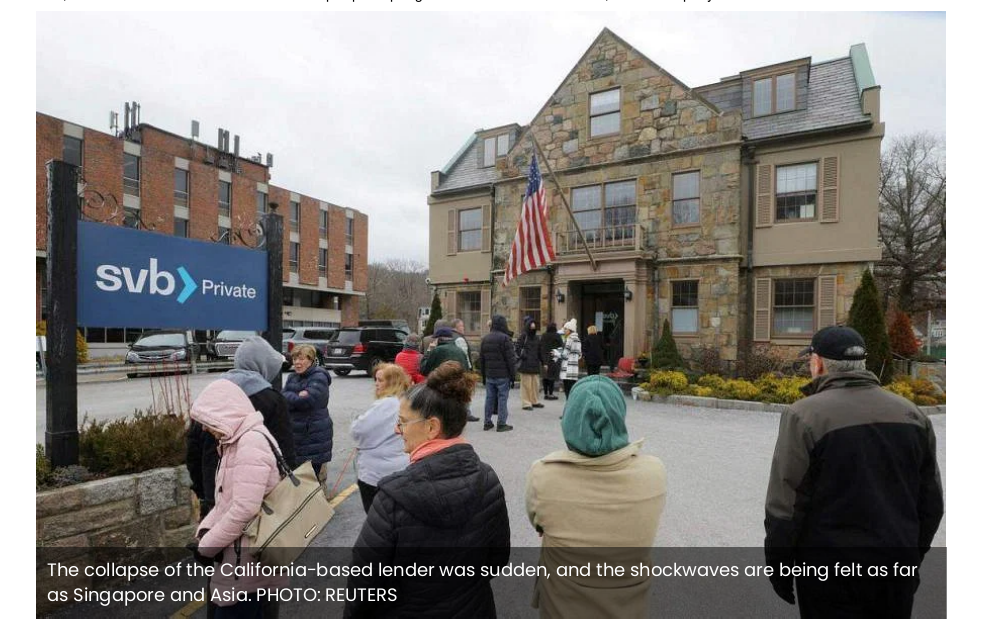 svb Private
The collapse of the California-based lender was sudden, and the shockwaves are being felt as far
as Singapore and Asia. PHOTO: REUTERS